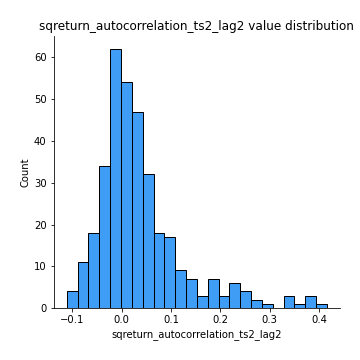 sqreturn_autocorrelation_ts2_lag2 value distribution
60
50
40
30
20
10
0
Count
−0.1 0.0 0.1 0.2 0.3 0.4
sqreturn_autocorrelation_ts2_lag2